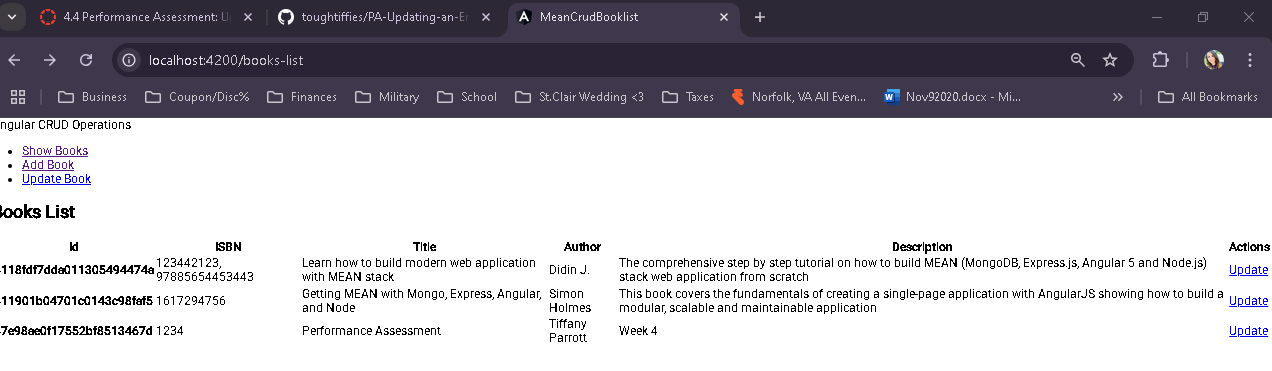 4.4 Performance Assessment: U
toughtiffies/PA-Updating-an-Er
MeanCrudBooklist
localhost:4200/books-list
Business
Coupon/Disc%
Finances
Military
School
St.Clair Wedding <3
Taxes
Norfolk, VA All Even...
Nov92020.docx - Mi...
All Bookmarks
ngular CRUD Operations
Show Books
Add Book
Update Book
Books List
Id ISBN Title Author Description Actions
118fdf7dda011305494474a 123442123, 97885654453443 Learn how to build modern web application with MEAN stack Didin J. The comprehensive step by step tutorial on how to build MEAN (MongoDB, Express.js, Angular 5 and Node.js) stack web application from scratch Update
11901b04701c0143c98faf5 1617294756 Getting MEAN with Mongo, Express, Angular, and Node Simon Holmes This book covers the fundamentals of creating a single-page application with AngularJS showing how to build a modular, scalable and maintainable application Update
7e98ae0f17552bf8513467d 1234 Performance Assessment Tiffany Parrott Week 4 Update